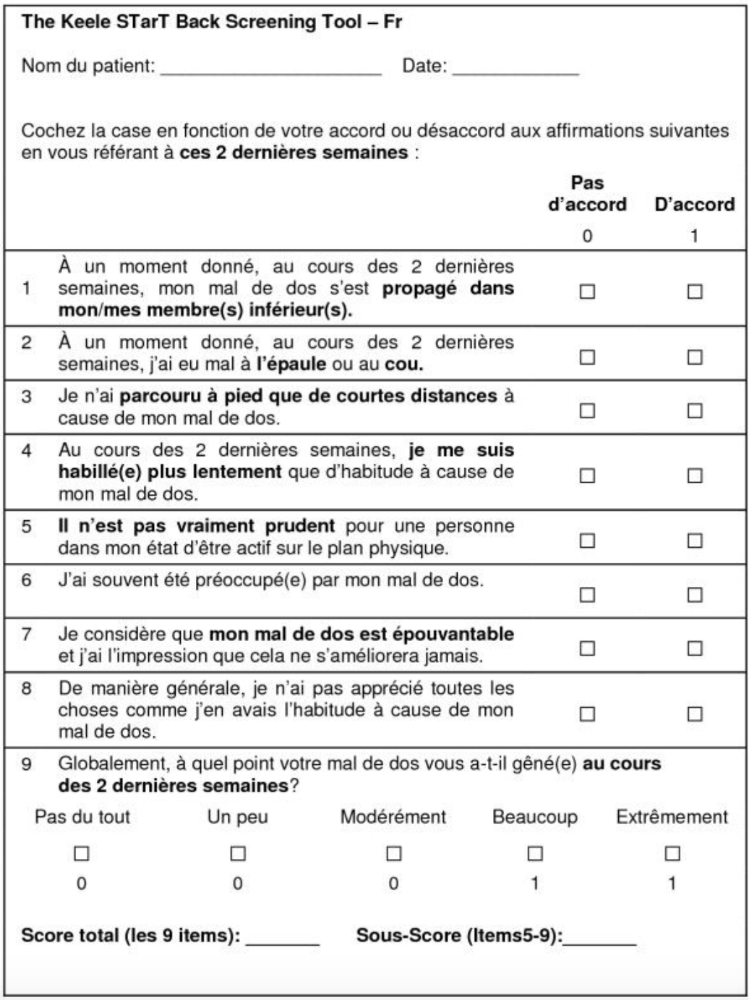 The Keele STarT Back Screening Tool – Fr
Nom du patient: ______________________ Date: ____________
Cochez la case en fonction de votre accord ou désaccord aux affirmations suivantes
en vous référant à ces 2 dernières semaines :
Pas
d’accord D’accord
0 1
À un moment donné, au cours des 2 dernières
1 semaines, mon mal de dos s’est propagé dans
mon/mes membre(s) inférieur(s).
2 À un moment donné, au cours des 2 dernières
semaines, j’ai eu mal à l’épaule ou au cou.
3 Je n’ai parcouru à pied que de courtes distances à
cause de mon mal de dos.
4 Au cours des 2 dernières semaines, je me suis
habillé(e) plus lentement que d’habitude à cause de
mon mal de dos.
5 Il n’est pas vraiment prudent pour une personne
dans mon état d’être actif sur le plan physique.
6 J’ai souvent été préoccupé(e) par mon mal de dos.
7 Je considère que mon mal de dos est épouvantable
et j’ai l’impression que cela ne s’améliorera jamais.
8 De manière générale, je n’ai pas apprécié toutes les
choses comme j’en avais l’habitude à cause de mon
mal de dos.
9 Globalement, à quel point votre mal de dos vous a-t-il gêné(e) au cours
des 2 dernières semaines?
Pas du tout Un peu Modérément Beaucoup Extrêmement
0 0 0 1 1
Score total (les 9 items): _______ Sous-Score (Items5-9):_______